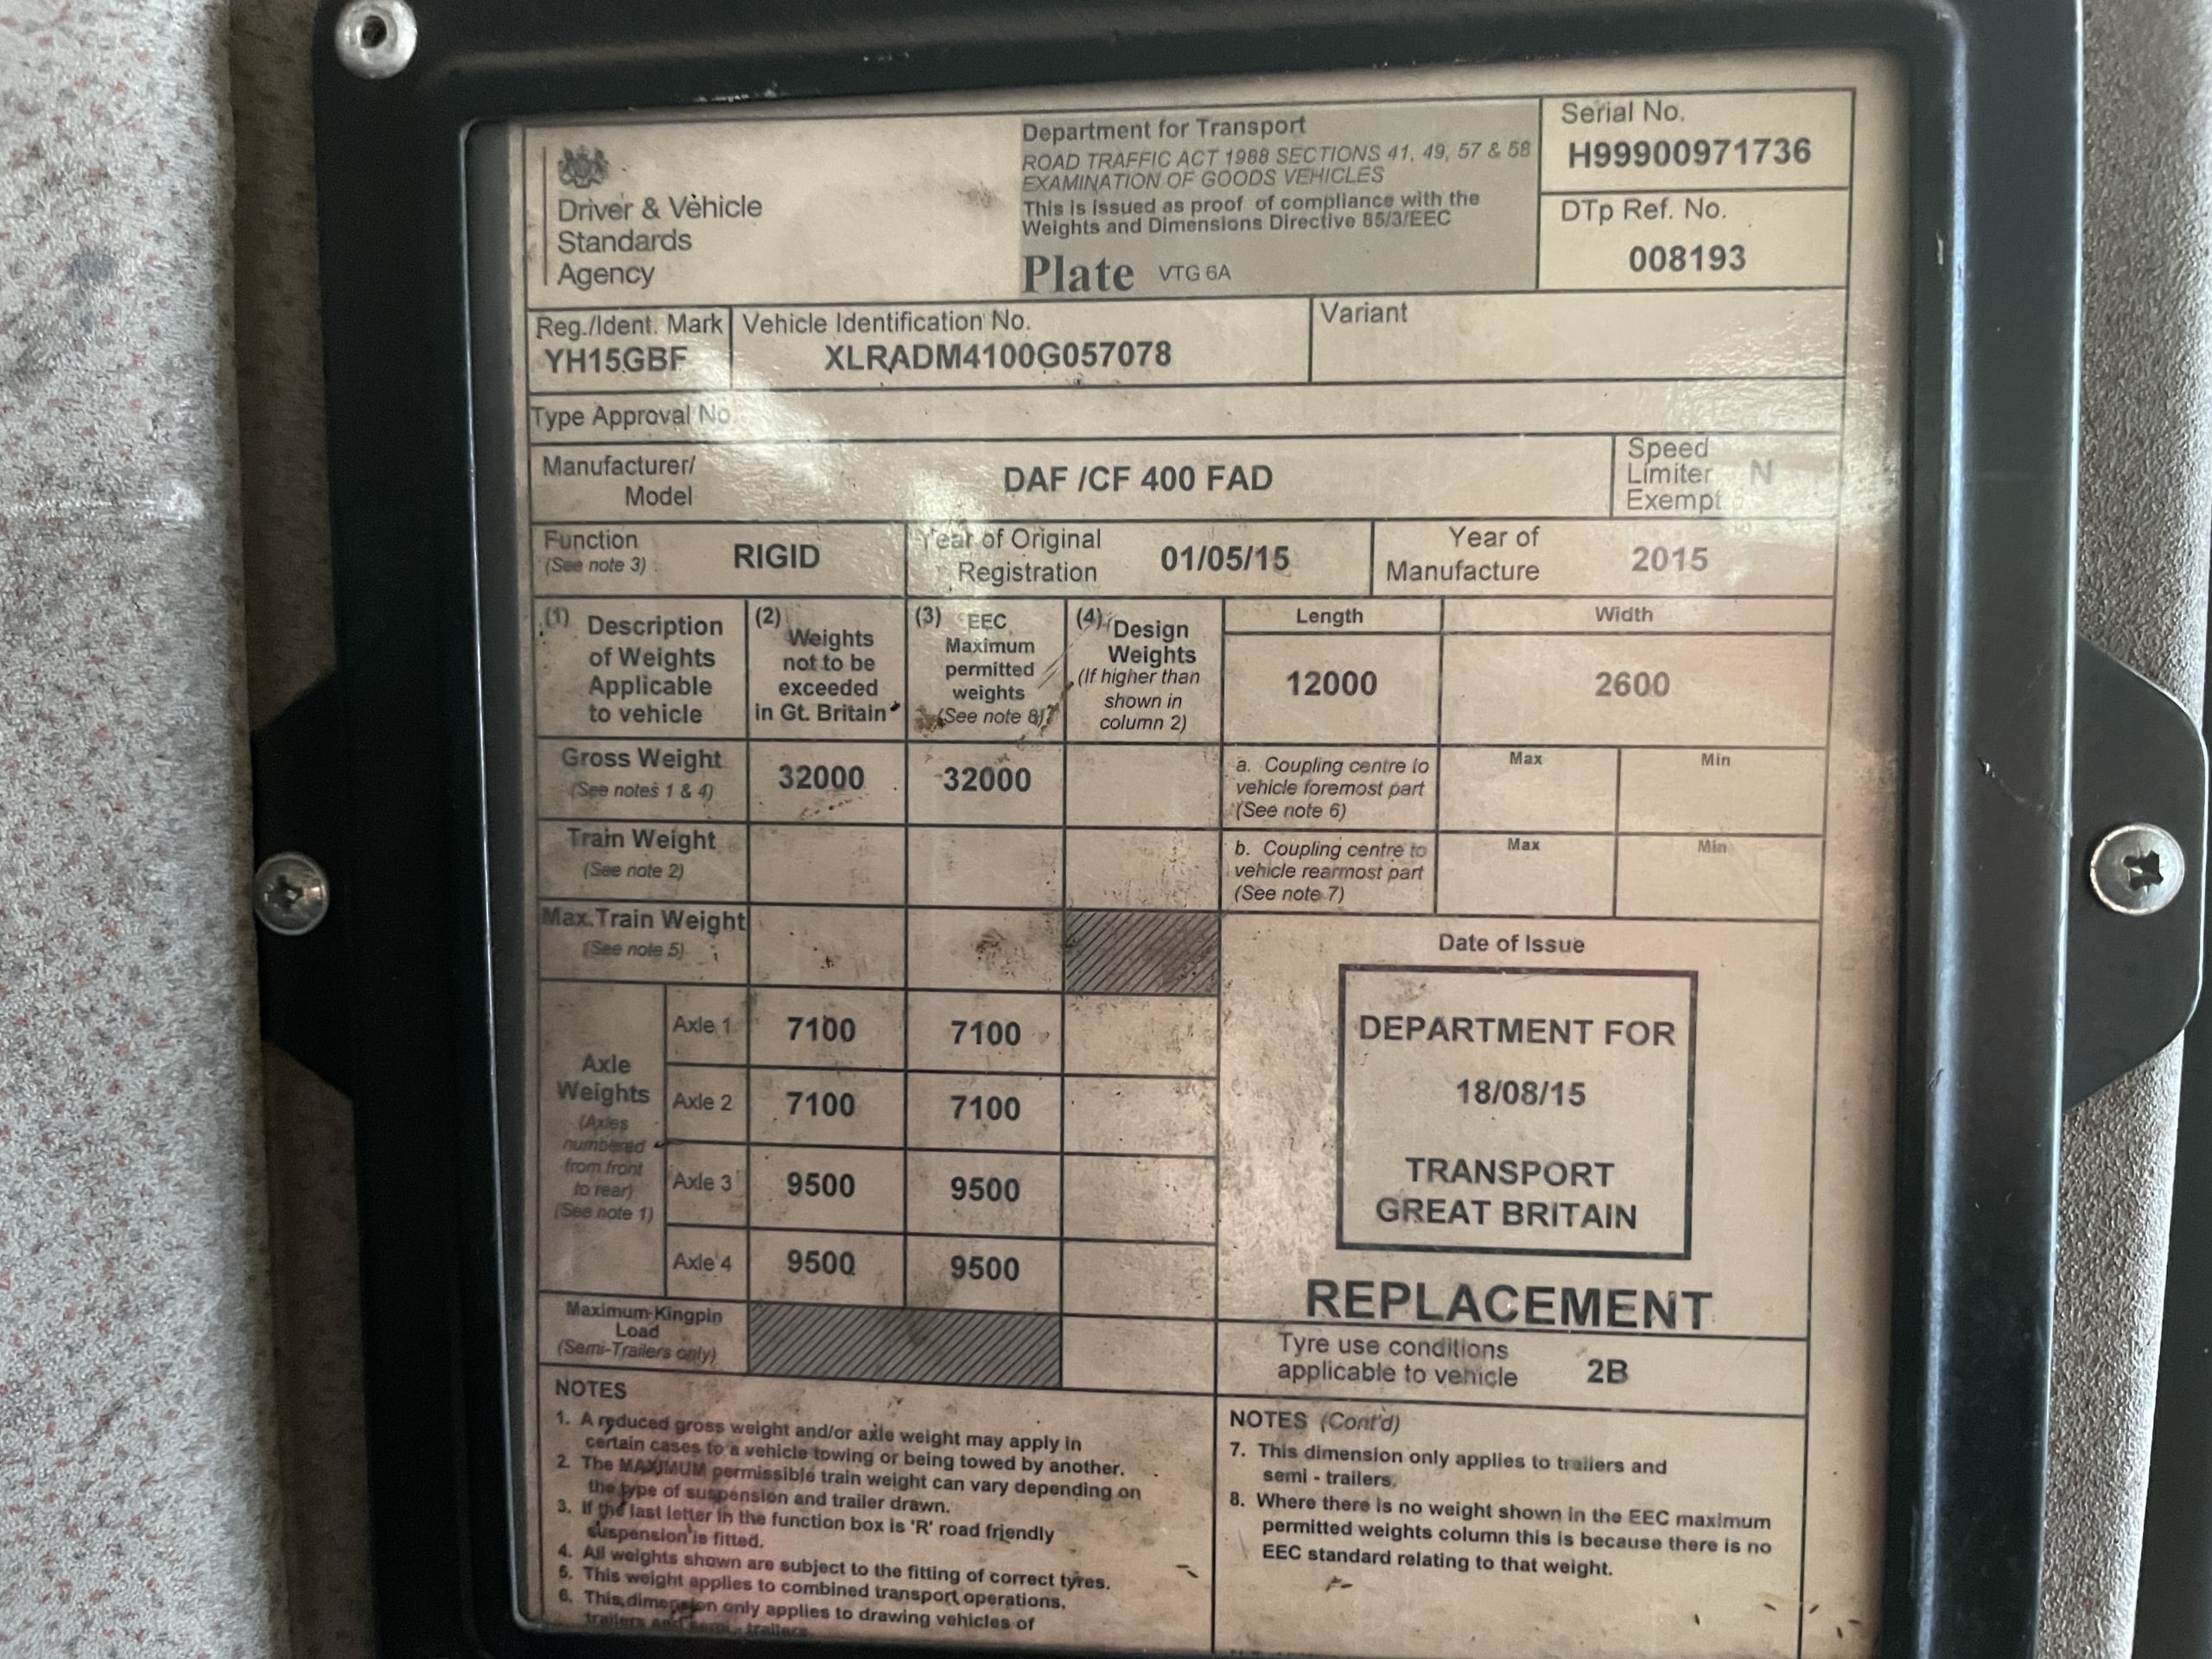 Driver & Vehicle
Standards
Agency
Department for Transport
ROAD TRAFFIC ACT 1988 SECTIONS 41, 49, 57 & 58
EXAMINATION OF GOODS VEHICLES
This is issued as proof of compliance with the
Weights and Dimensions Directive 85/3/EEC
Plate VTG 6A
Serial No.
H99900971736
DTp Ref. No.
008193
Reg./Ident. Mark
YH15GBF
Vehicle Identification No.
XLRADM4100G057078
Variant
Type Approval No
Manufacturer/
Model
DAF /CF 400 FAD
Speed
Limiter
Exempt
N
Function
(See note 3)
RIGID
Year of Original
Registration
01/05/15
Year of
Manufacture
2015
(1) Description
of Weights
Applicable
to vehicle
(2) Weights
not to be
exceeded
in Gt. Britain
(3) EEC
Maximum
permitted
weights
(See note 8)
(4) Design
Weights
(If higher than
shown in
column 2)
Length
12000
Width
2600
Gross Weight
(See notes 1 & 4)
32000
32000
a. Coupling centre to
vehicle foremost part
(See note 6)
Max
Min
Train Weight
(See note 2)
b. Coupling centre to
vehicle rearmost part
(See note 7)
Max
Min
Max.Train Weight
(See note 5)
Axle
Weights
(Axles
numbered
from front
to rear)
(See note 1)
Axle 1
7100
7100
Axle 2
7100
7100
Axle 3
9500
9500
Axle 4
9500
9500
Maximum Kingpin
Load
(Semi-Trailers only)
Date of Issue
DEPARTMENT FOR
18/08/15
TRANSPORT
GREAT BRITAIN
REPLACEMENT
Tyre use conditions
applicable to vehicle
2B
NOTES
1. A reduced gross weight and/or axle weight may apply in
certain cases to a vehicle towing or being towed by another.
2. The MAXIMUM permissible train weight can vary depending on
the type of suspension and trailer drawn.
3. If the last letter in the function box is 'R' road friendly
suspension is fitted.
4. All weights shown are subject to the fitting of correct tyres.
5. This weight applies to combined transport operations.
6. This dimension only applies to drawing vehicles of
trailers and semi - trailers
NOTES (Cont'd)
7. This dimension only applies to trailers and
semi - trailers.
8. Where there is no weight shown in the EEC maximum
permitted weights column this is because there is no
EEC standard relating to that weight.